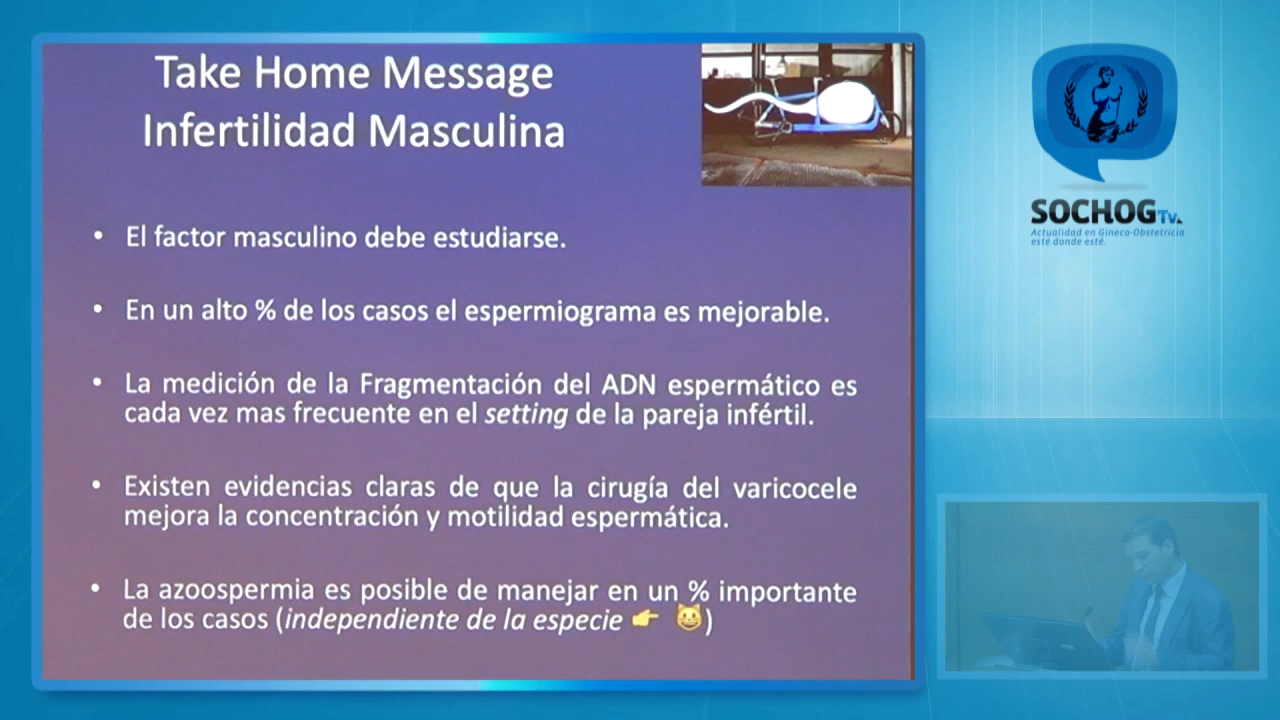 Take Home Message
Infertilidad Masculina
• El factor masculino debe estudiarse.
• En un alto % de los casos el espermiograma es mejorable.
• La medición de la Fragmentación del ADN espermático es
cada vez mas frecuente en el setting de la pareja infértil.
• Existen evidencias claras de que la cirugía del varicocele
mejora la concentración y motilidad espermática.
• La azoospermia es posible de manejar en un % importante
de los casos (independiente de la especie 👉 😺)
SOCHOGTv.
Actualidad en Gineco-Obstetricia
esté donde esté.